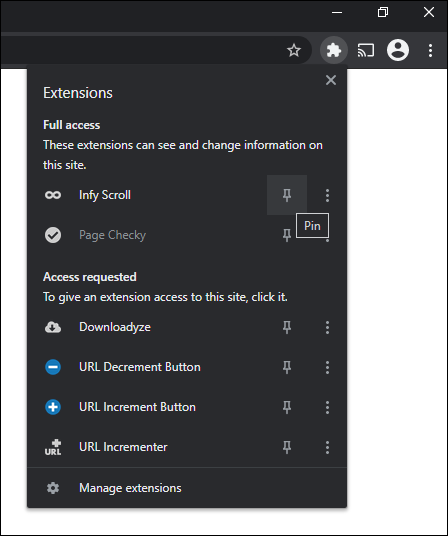 Extensions
Full access
These extensions can see and change information on
this site.
Infy Scroll
Page Checky
Pin
Access requested
To give an extension access to this site, click it.
Downloadyze
URL Decrement Button
URL Increment Button
URL
URL Incrementer
Manage extensions